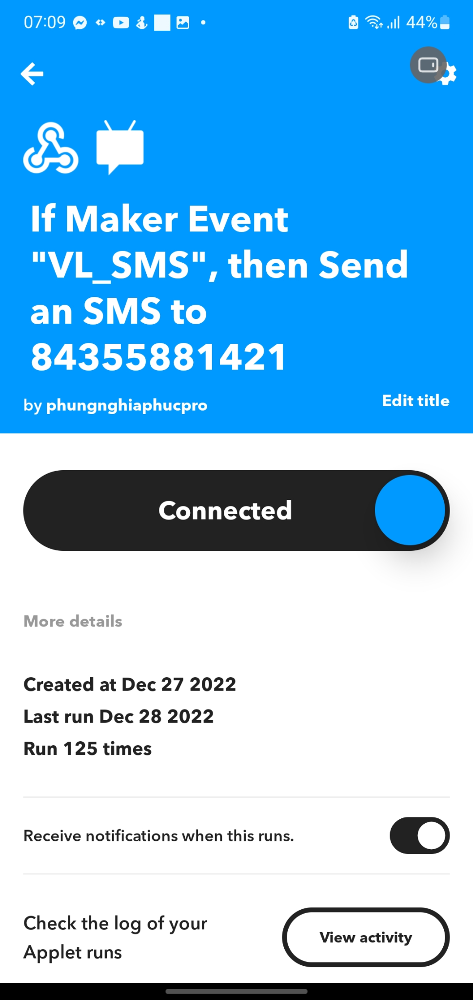 07:09
44%
If Maker Event
"VL_SMS", then Send
an SMS to
84355881421
by phungnghiaphucpro
Edit title
Connected
More details
Created at Dec 27 2022
Last run Dec 28 2022
Run 125 times
Receive notifications when this runs.
Check the log of your
Applet runs
View activity